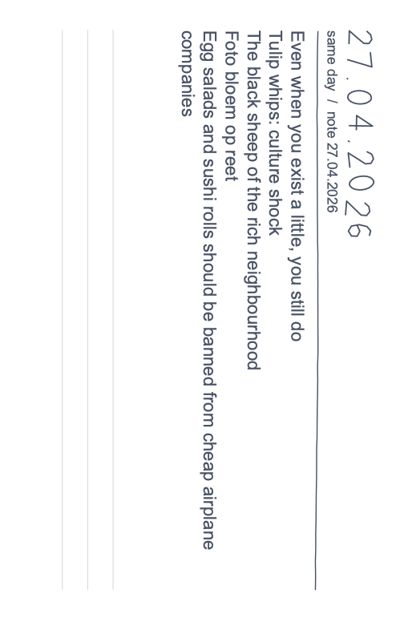 27.04.2026
same day / note 27.04.2026
Even when you exist a little, you still do
Tulip whips: culture shock
The black sheep of the rich neighbourhood
Foto bloem op reet
Egg salads and sushi rolls should be banned from cheap airplane
companies